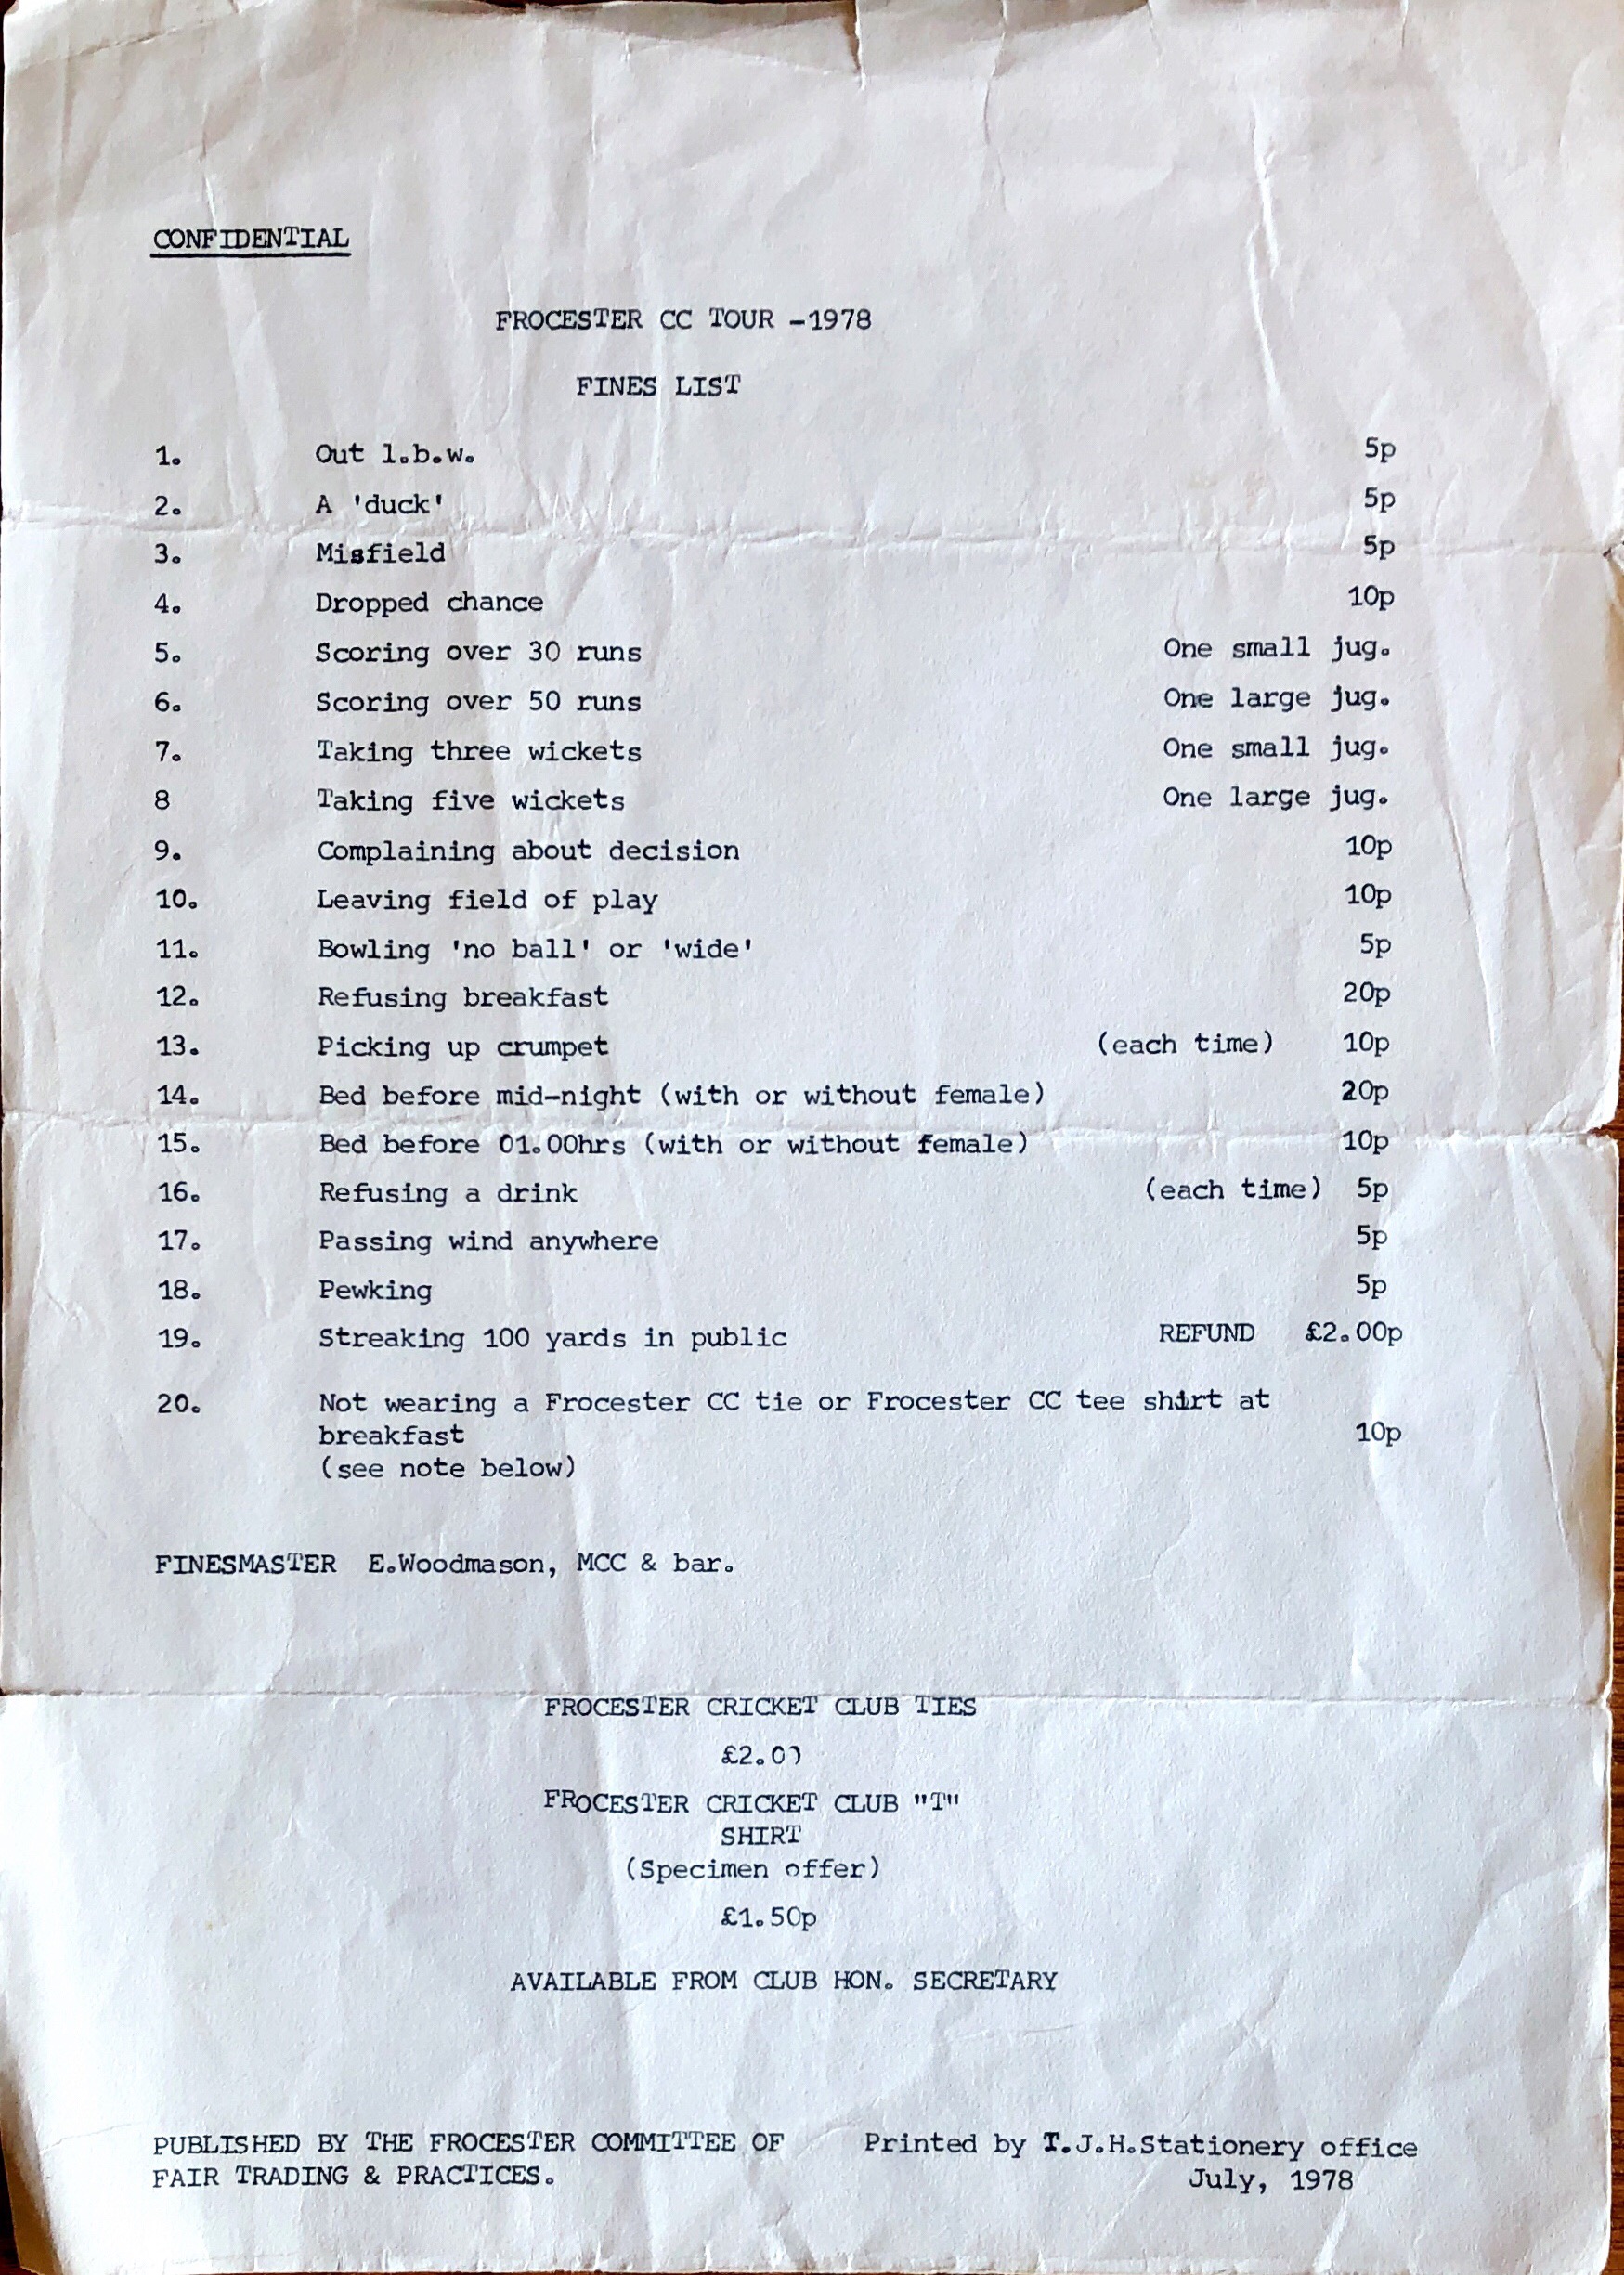 CONFIDENTIAL
FROCESTER CC TOUR -1978
FINES LIST
1. Out l.b.w. 5p
2. A 'duck' 5p
3. Misfield 5p
4. Dropped chance 10p
5. Scoring over 30 runs One small jug.
6. Scoring over 50 runs One large jug.
7. Taking three wickets One small jug.
8 Taking five wickets One large jug.
9. Complaining about decision 10p
10. Leaving field of play 10p
11. Bowling 'no ball' or 'wide' 5p
12. Refusing breakfast 20p
13. Picking up crumpet (each time) 10p
14. Bed before mid-night (with or without female) 20p
15. Bed before 01.00hrs (with or without female) 10p
16. Refusing a drink (each time) 5p
17. Passing wind anywhere 5p
18. Pewking 5p
19. Streaking 100 yards in public REFUND £2.00p
20. Not wearing a Frocester CC tie or Frocester CC tee shirt at
breakfast 10p
(see note below)
FINESMASTER E.Woodmason, MCC & bar.
FROCESTER CRICKET CLUB TIES
£2.00
FROCESTER CRICKET CLUB "T"
SHIRT
(Specimen offer)
£1.50p
AVAILABLE FROM CLUB HON. SECRETARY
PUBLISHED BY THE FROCESTER COMMITTEE OF Printed by T.J.H.Stationery office
FAIR TRADING & PRACTICES. July, 1978